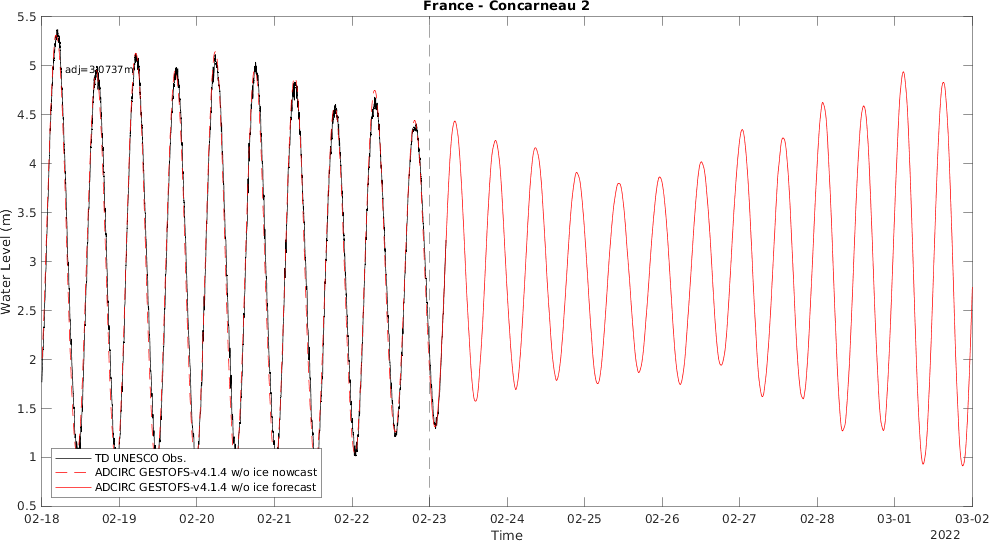 France - Concarneau 2
adj=3.0737m
Water Level (m)
5.5
5
4.5
4
3.5
3
2.5
2
1.5
1
0.5
TD UNESCO Obs.
ADCIRC GESTOFS-v4.1.4 w/o ice nowcast
ADCIRC GESTOFS-v4.1.4 w/o ice forecast
02-18 02-19 02-20 02-21 02-22 02-23 02-24 02-25 02-26 02-27 02-28 03-01 03-02
Time
2022